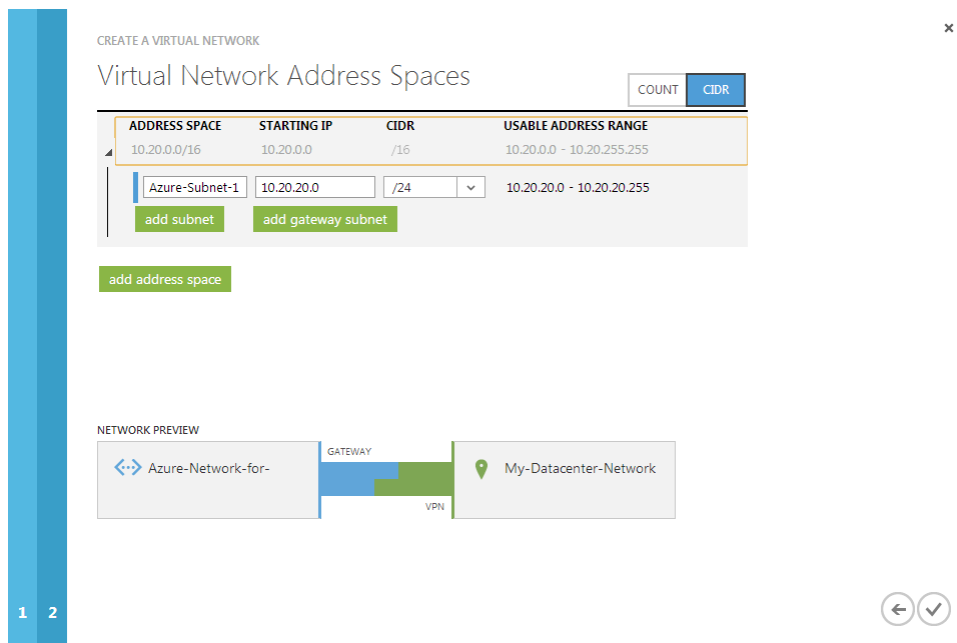 CREATE A VIRTUAL NETWORK
Virtual Network Address Spaces
COUNT CIDR
ADDRESS SPACE STARTING IP CIDR USABLE ADDRESS RANGE
10.20.0.0/16 10.20.0.0 /16 10.20.0.0 - 10.20.255.255
Azure-Subnet-1 10.20.20.0 /24 10.20.20.0 - 10.20.20.255
add subnet add gateway subnet
add address space
NETWORK PREVIEW
GATEWAY
Azure-Network-for- My-Datacenter-Network
VPN
1 2